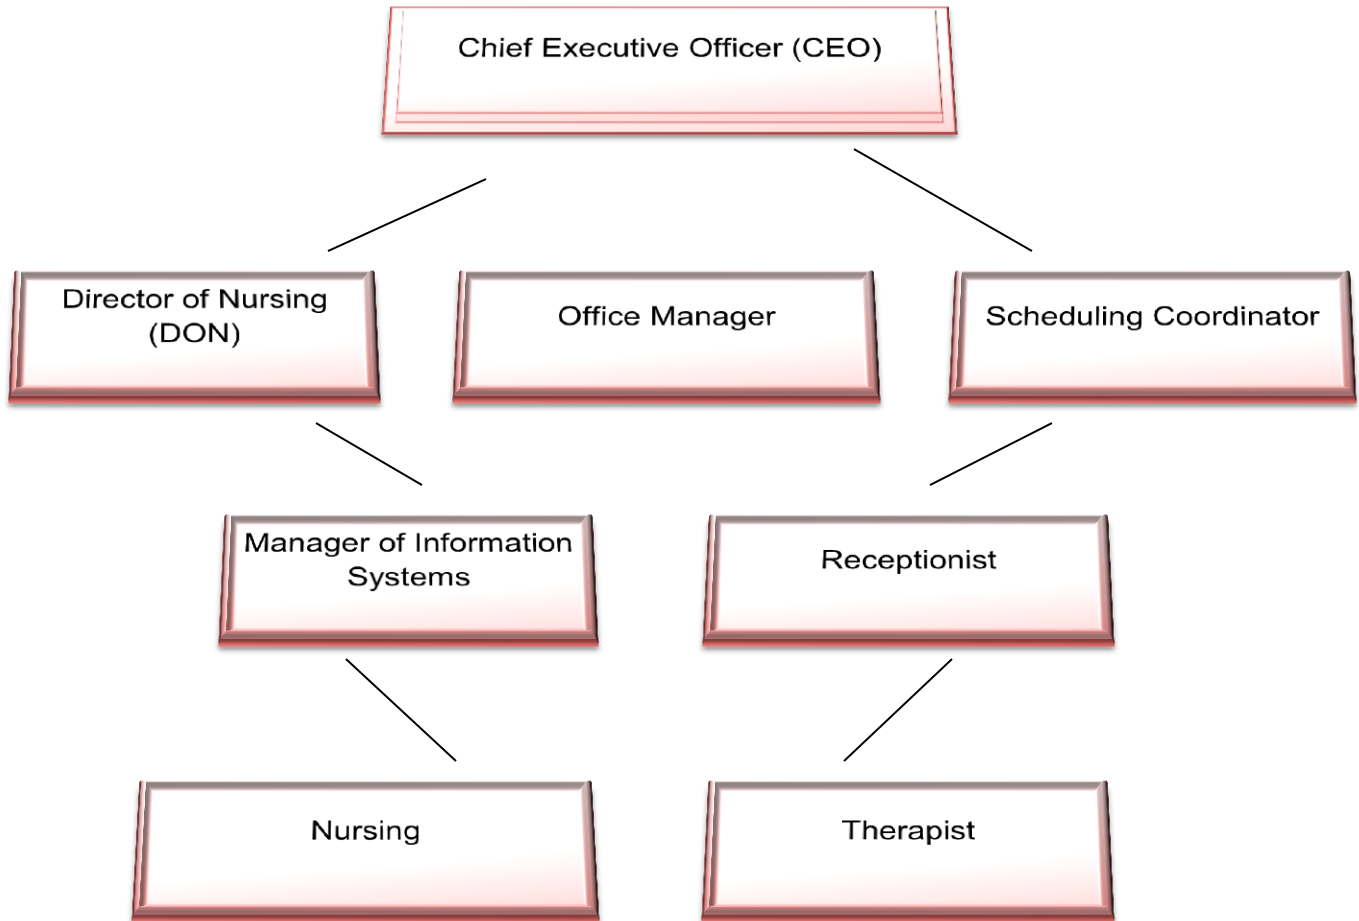 Chief Executive Officer (CEO)
Director of Nursing
(DON)
Office Manager
Scheduling Coordinator
Manager of Information
Systems
Receptionist
Nursing
Therapist